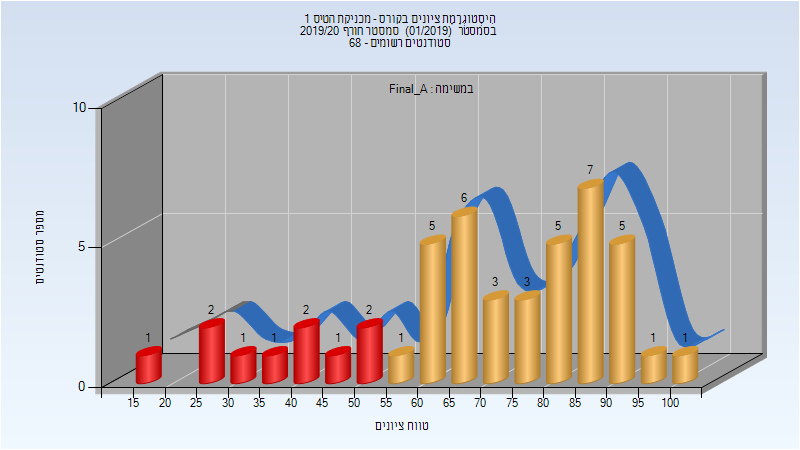 היסטוגרמת ציונים בקורס - מכניקת הטיס 1
בסמסטר (01/2019) סמסטר חורף 2019/20
סטודנטים רשומים - 68
במשימה : Final_A
מספר סטודנטים
10
5
0
1 2 1 1 2 1 2 1 5 6 3 3 5 7 5 1 1
15 20 25 30 35 40 45 50 55 60 65 70 75 80 85 90 95 100
טווח ציונים